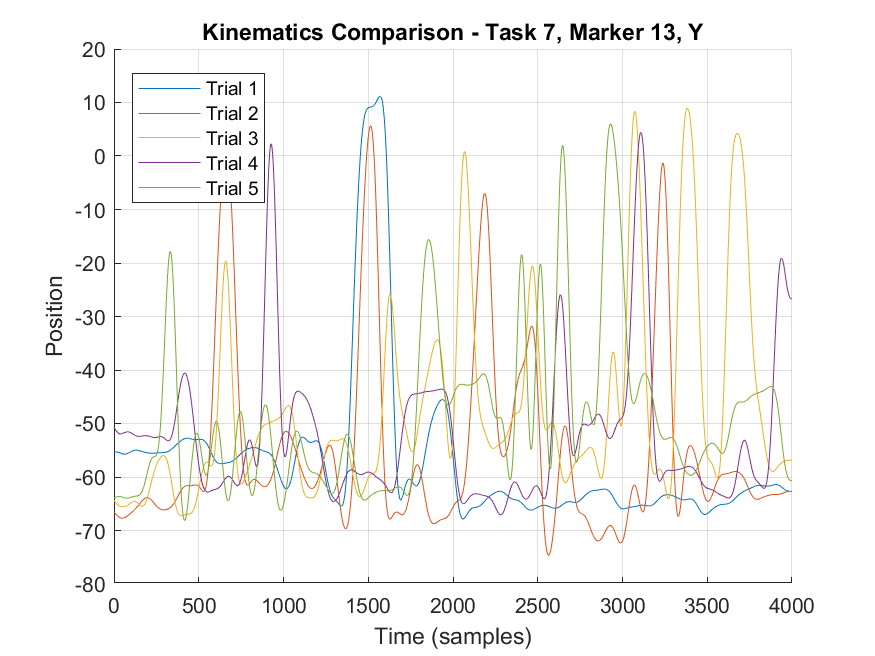 Kinematics Comparison - Task 7, Marker 13, Y
20
10
0
-10
-20
-30
-40
-50
-60
-70
-80
Position
Trial 1
Trial 2
Trial 3
Trial 4
Trial 5
0 500 1000 1500 2000 2500 3000 3500 4000
Time (samples)